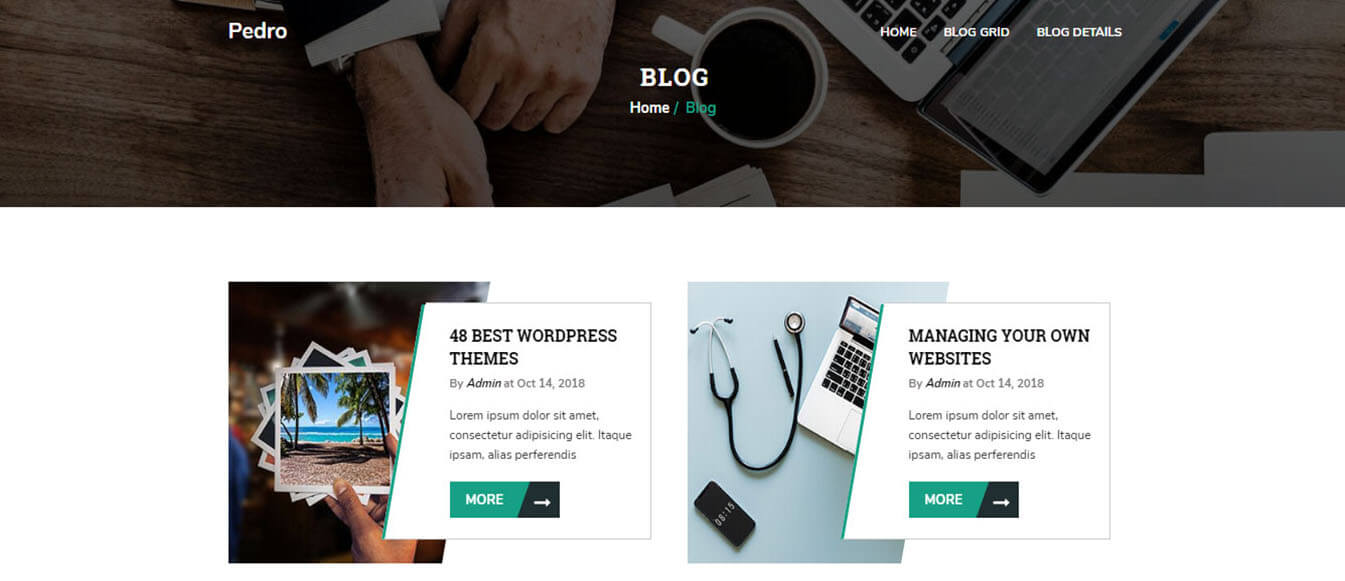 Pedro
HOME BLOG GRID BLOG DETAILS
BLOG
Home / Blog
48 BEST WORDPRESS
THEMES
By Admin at Oct 14, 2018
Lorem ipsum dolor sit amet,
consectetur adipisicing elit. Itaque
ipsam, alias perferendis
MORE
MANAGING YOUR OWN
WEBSITES
By Admin at Oct 14, 2018
Lorem ipsum dolor sit amet,
consectetur adipisicing elit. Itaque
ipsam, alias perferendis
MORE
08:15